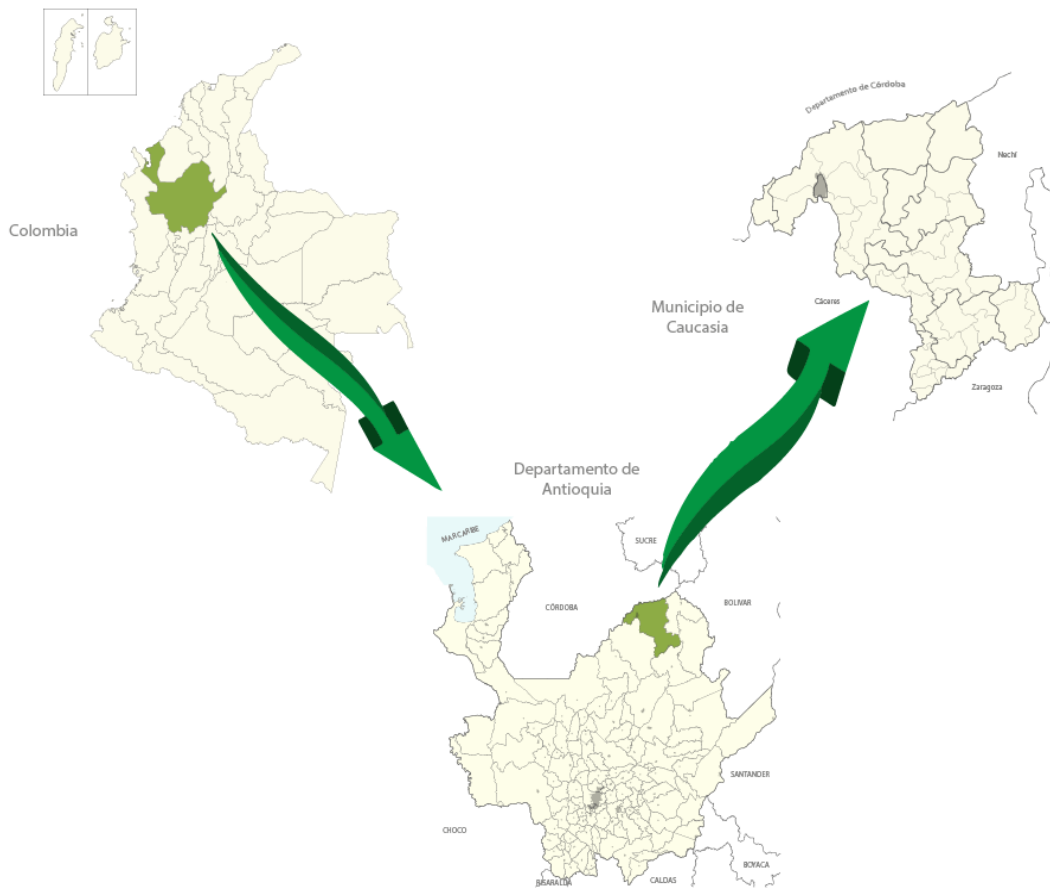 Colombia
Departamento de Córdoba
Nechí
Municipio de
Caucasia
Cáceres
Zaragoza
Departamento de
Antioquia
MAR CARIBE
SUCRE
CÓRDOBA
BOLIVAR
SANTANDER
CHOCO
BOYACA
RISARALDA
CALDAS